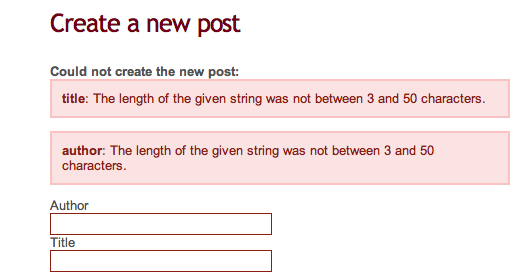 Create a new post
Could not create the new post:
title: The length of the given string was not between 3 and 50 characters.
author: The length of the given string was not between 3 and 50
characters.
Author
Title